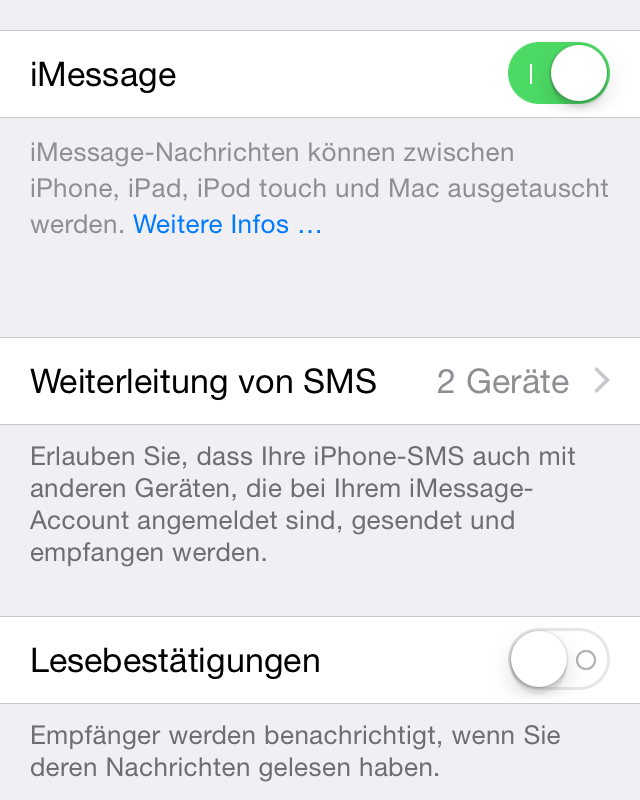 iMessage
iMessage-Nachrichten können zwischen
iPhone, iPad, iPod touch und Mac ausgetauscht
werden. Weitere Infos …
Weiterleitung von SMS 2 Geräte
Erlauben Sie, dass Ihre iPhone-SMS auch mit
anderen Geräten, die bei Ihrem iMessage-
Account angemeldet sind, gesendet und
empfangen werden.
Lesebestätigungen
Empfänger werden benachrichtigt, wenn Sie
deren Nachrichten gelesen haben.